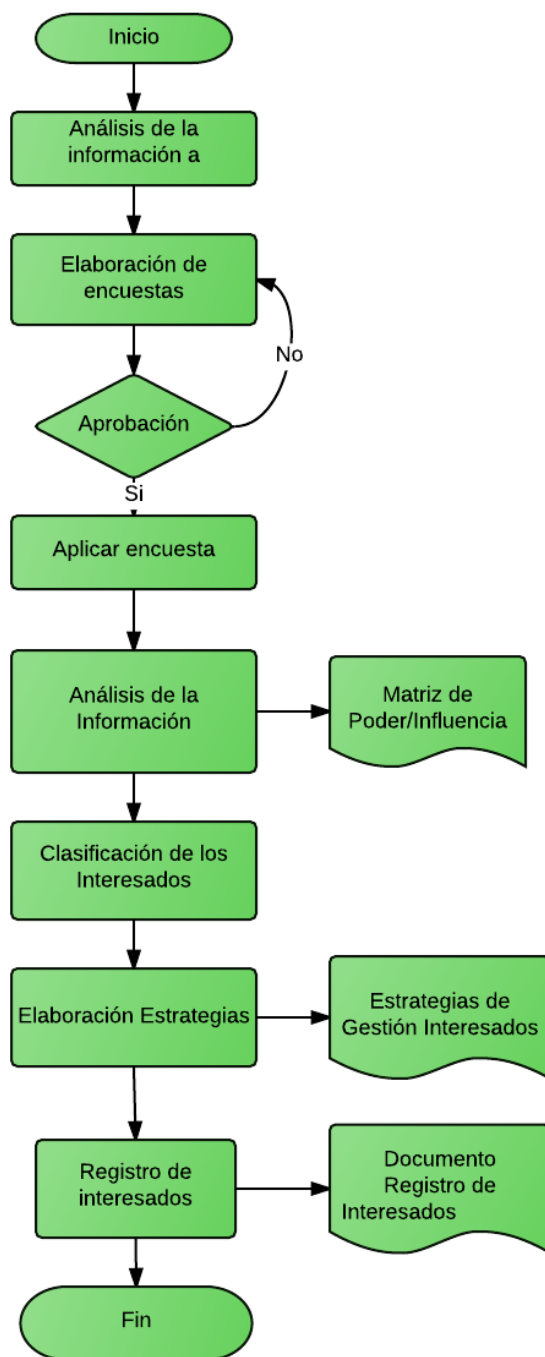 Inicio
Análisis de la
información a
Elaboración de
encuestas
No
Aprobación
Si
Aplicar encuesta
Análisis de la
Información
Matriz de
Poder/Influencia
Clasificación de los
Interesados
Elaboración Estrategias
Estrategias de
Gestión Interesados
Registro de
interesados
Documento
Registro de
Interesados
Fin